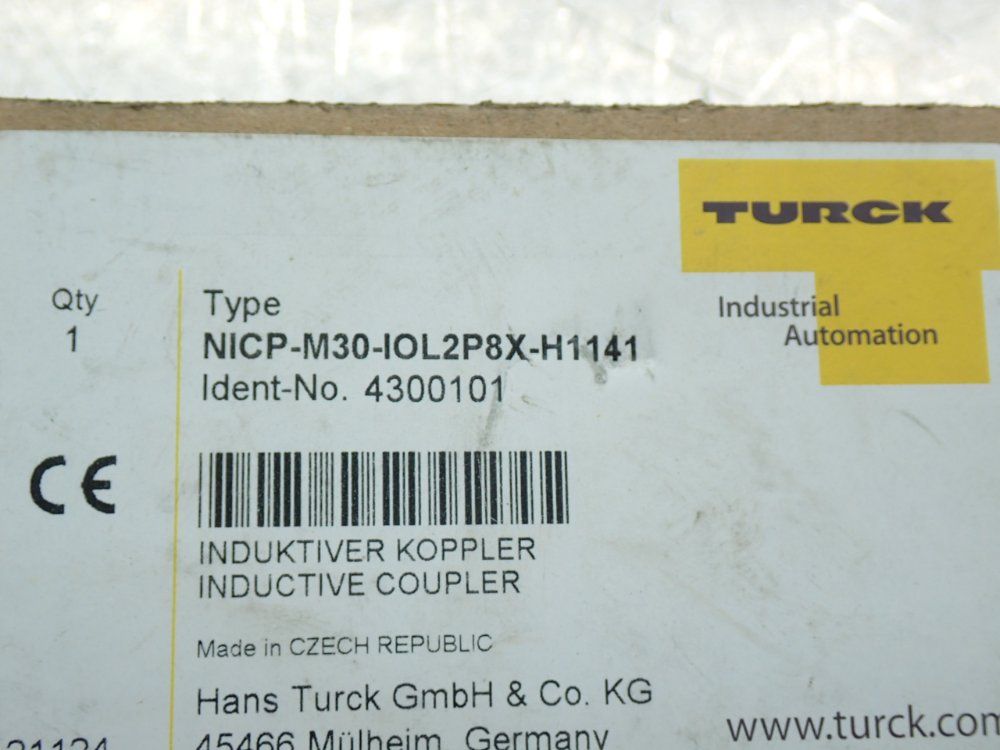 TURCK
Industrial
Automation
Qty
1
Type
NICP-M30-IOL2P8X-H1141
Ident-No. 4300101
CE
INDUKTIVER KOPPLER
INDUCTIVE COUPLER
Made in CZECH REPUBLIC
Hans Turck GmbH & Co. KG
45466 Mülheim, Germany
www.turck.com